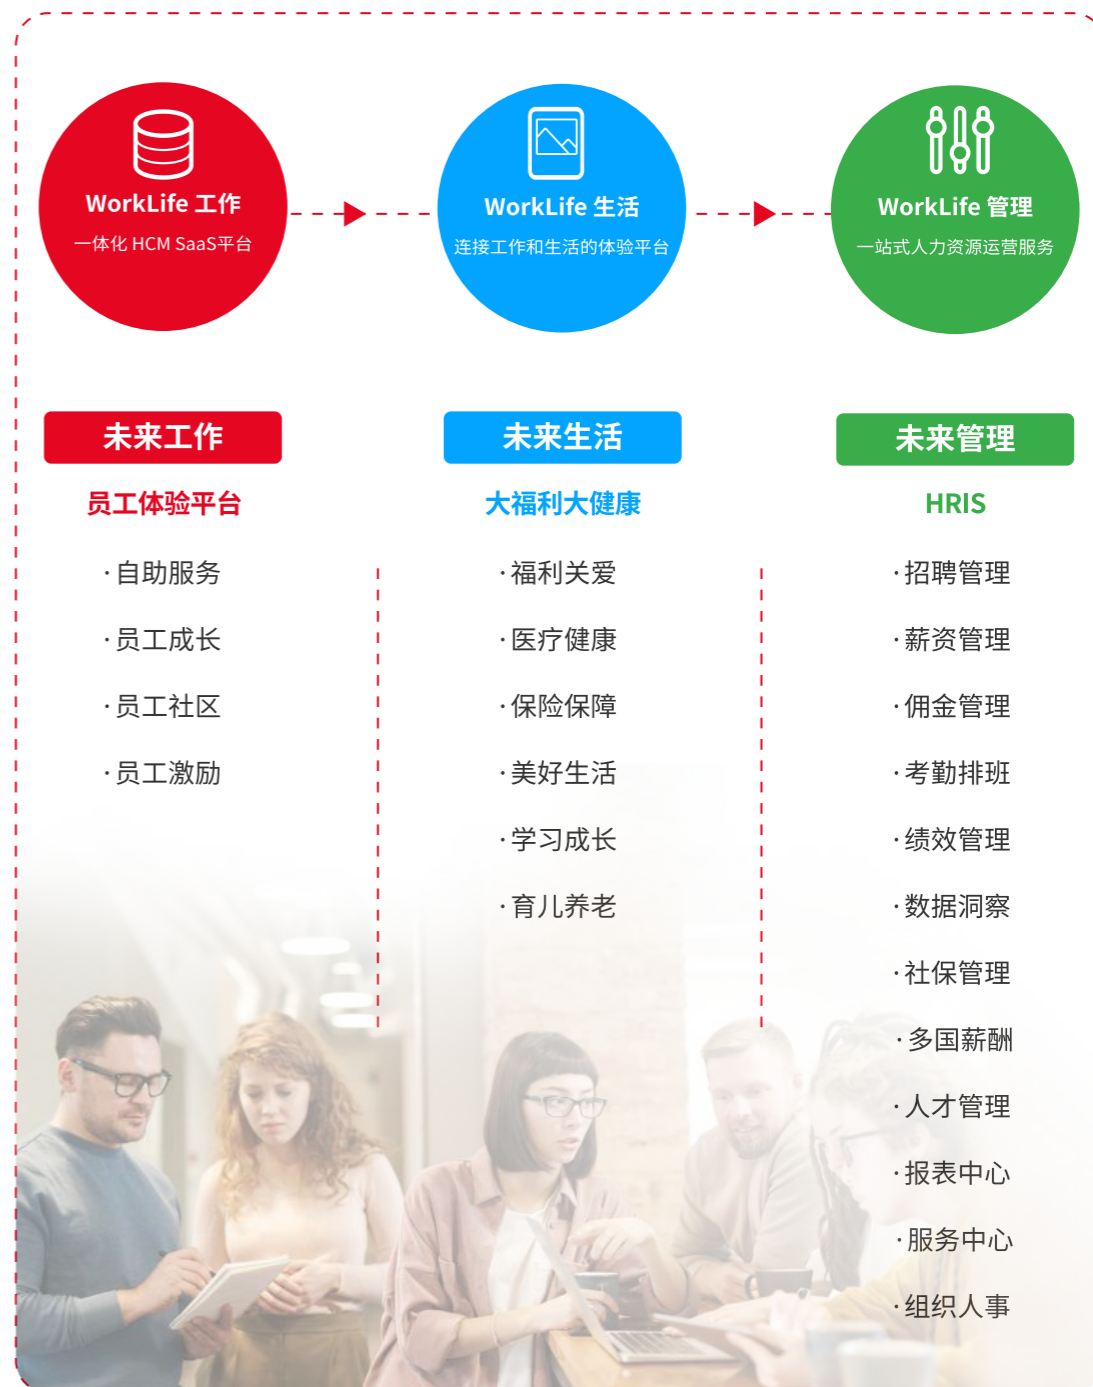 WorkLife 工作
一体化 HCM SaaS平台
WorkLife 生活
连接工作和生活的体验平台
WorkLife 管理
一站式人力资源运营服务
未来工作
员工体验平台
·自助服务
·员工成长
·员工社区
·员工激励
未来生活
大福利大健康
·福利关爱
·医疗健康
·保险保障
·美好生活
·学习成长
·育儿养老
未来管理
HRIS
·招聘管理
·薪资管理
·佣金管理
·考勤排班
·绩效管理
·数据洞察
·社保管理
·多国薪酬
·人才管理
·报表中心
·服务中心
·组织人事